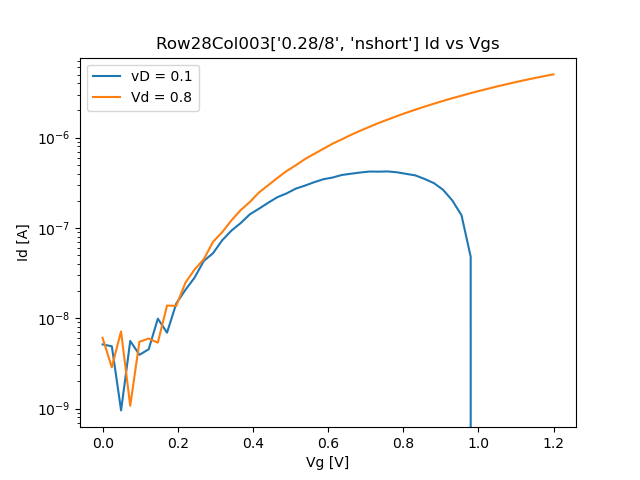 Row28Col003['0.28/8', 'nshort'] Id vs Vgs
vD = 0.1
Vd = 0.8
Id [A]
10⁻⁶
10⁻⁷
10⁻⁸
10⁻⁹
0.0 0.2 0.4 0.6 0.8 1.0 1.2
Vg [V]